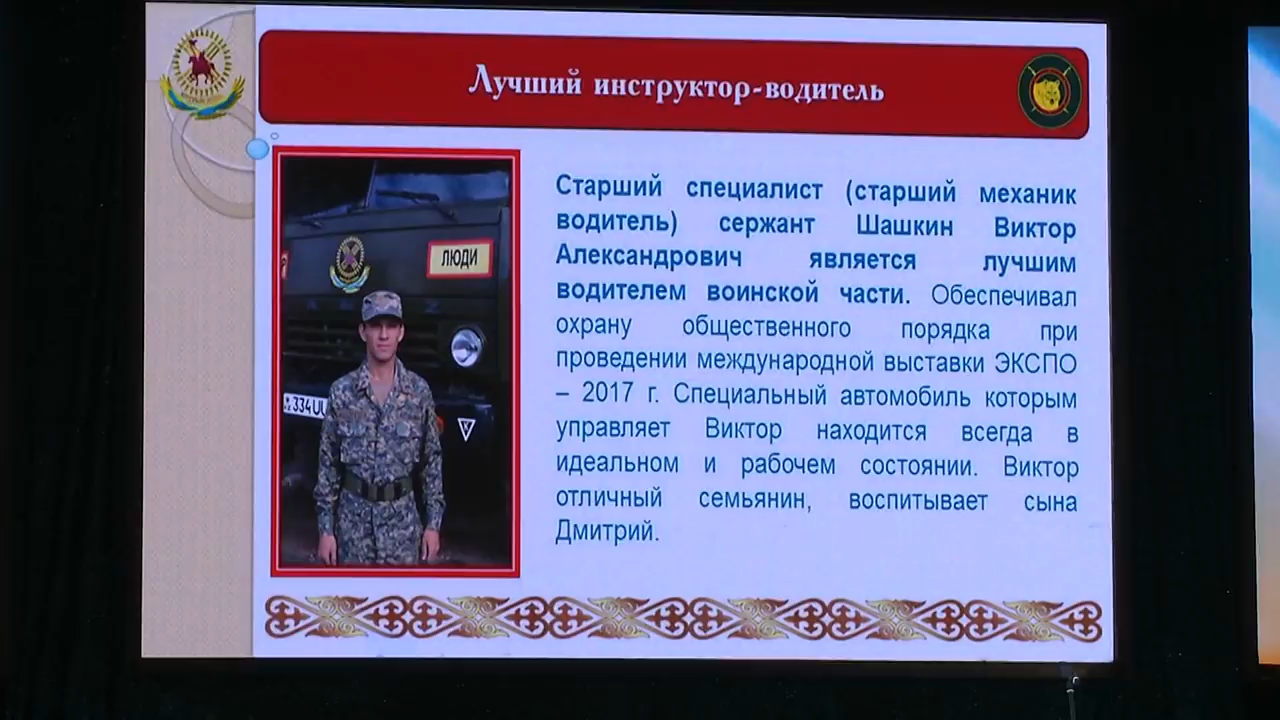 Лучший инструктор-водитель
ЛЮДИ
334UU
Старший специалист (старший механик
водитель) сержант Шашкин Виктор
Александрович является лучшим
водителем воинской части. Обеспечивал
охрану общественного порядка при
проведении международной выставки ЭКСПО
– 2017 г. Специальный автомобиль которым
управляет Виктор находится всегда в
идеальном и рабочем состоянии. Виктор
отличный семьянин, воспитывает сына
Дмитрий.